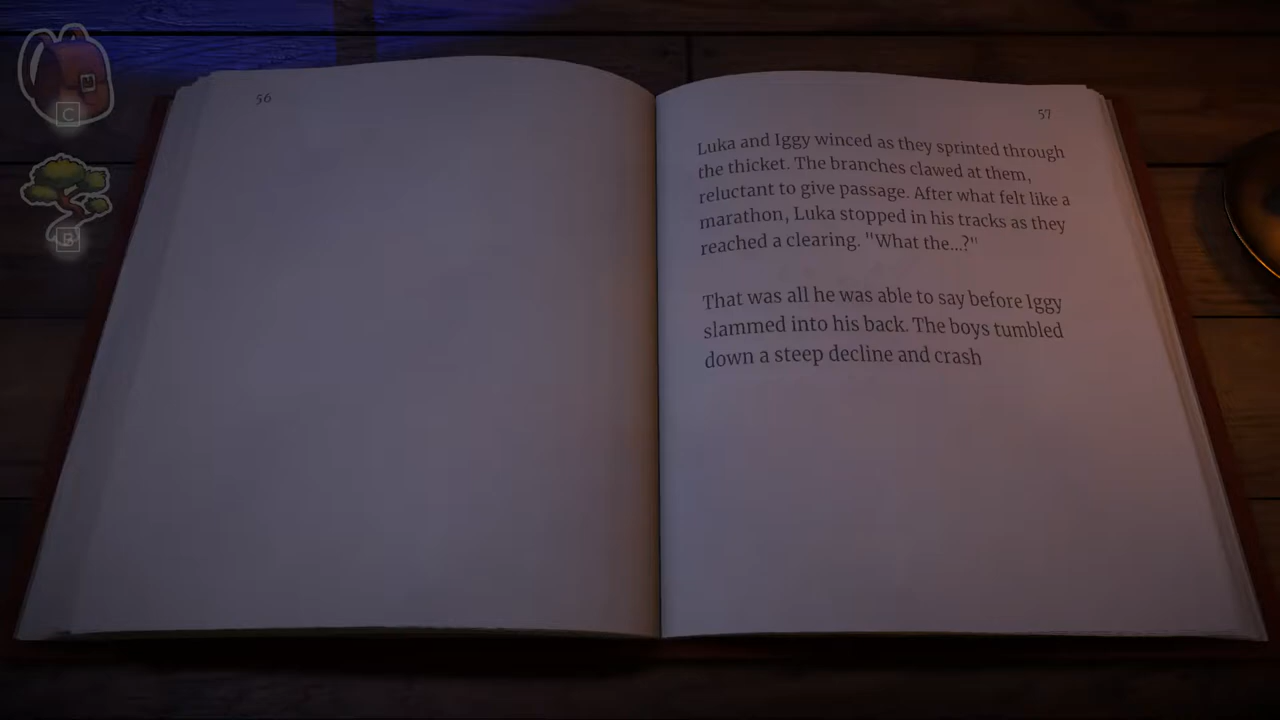 C
B
56
57
Luka and Iggy winced as they sprinted through
the thicket. The branches clawed at them,
reluctant to give passage. After what felt like a
marathon, Luka stopped in his tracks as they
reached a clearing. "What the...?"
That was all he was able to say before Iggy
slammed into his back. The boys tumbled
down a steep decline and crash